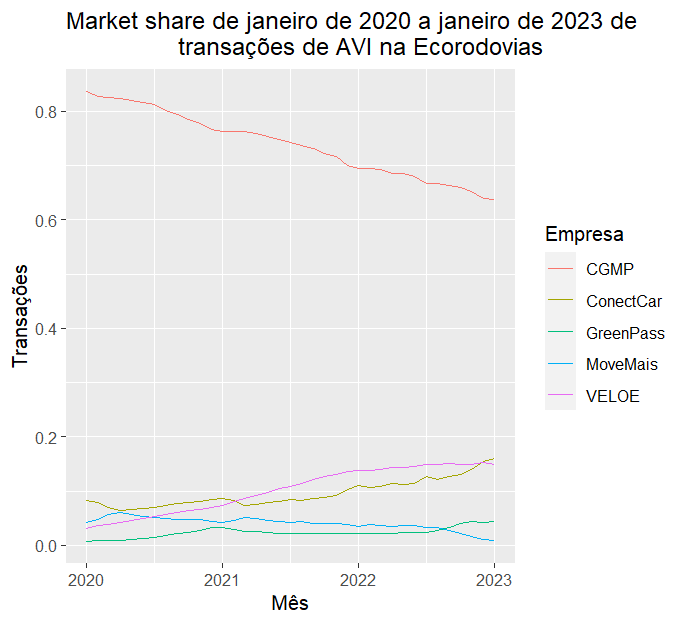 Market share de janeiro de 2020 a janeiro de 2023 de
transações de AVI na Ecorodovias
Transações
0.8
0.6
0.4
0.2
0.0
2020 2021 2022 2023
Mês
Empresa
CGMP
ConectCar
GreenPass
MoveMais
VELOE